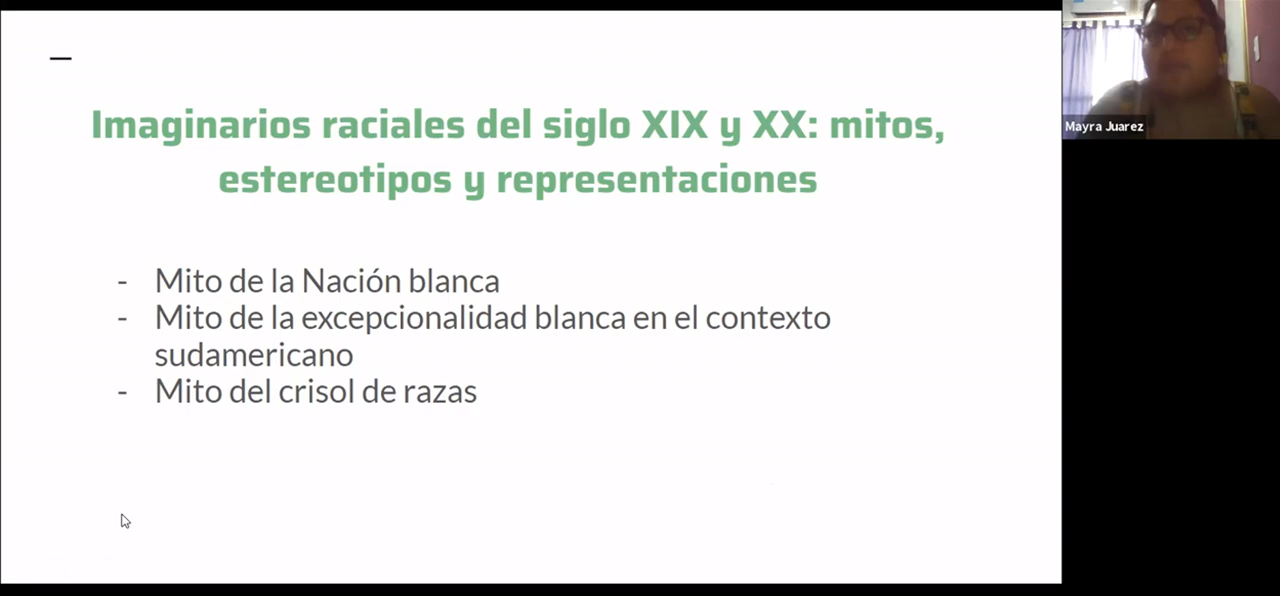 Imaginarios raciales del siglo XIX y XX: mitos,
estereotipos y representaciones
- Mito de la Nación blanca
- Mito de la excepcionalidad blanca en el contexto
sudamericano
- Mito del crisol de razas
Mayra Juarez